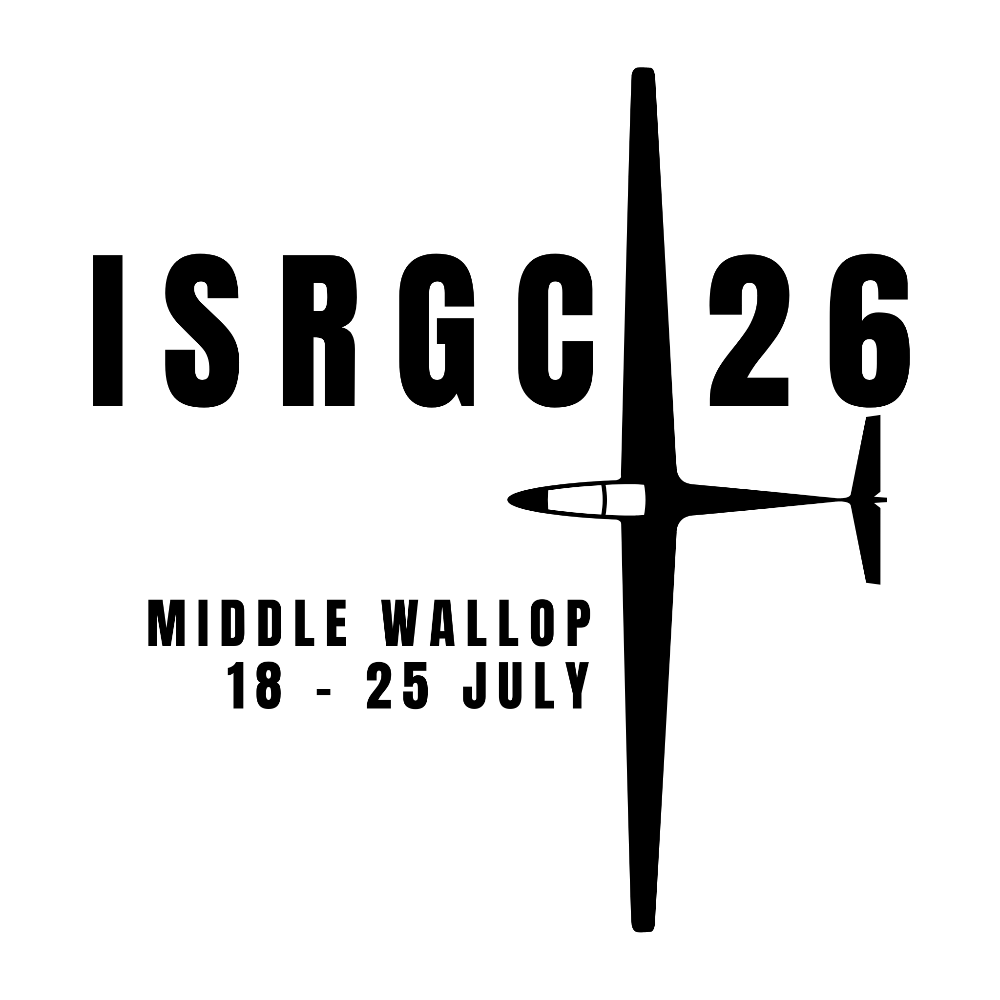 ISRGC 26
MIDDLE WALLOP
18 - 25 JULY